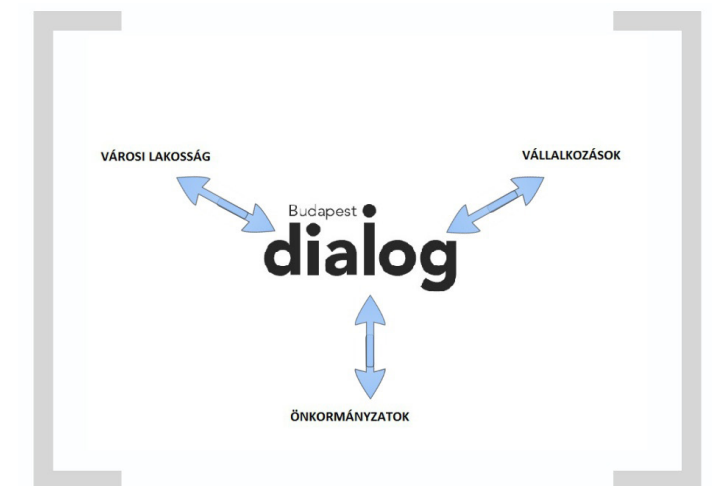 VÁROSI LAKOSSÁG
VÁLLALKOZÁSOK
Budapest
dialog
ÖNKORMÁNYZATOK